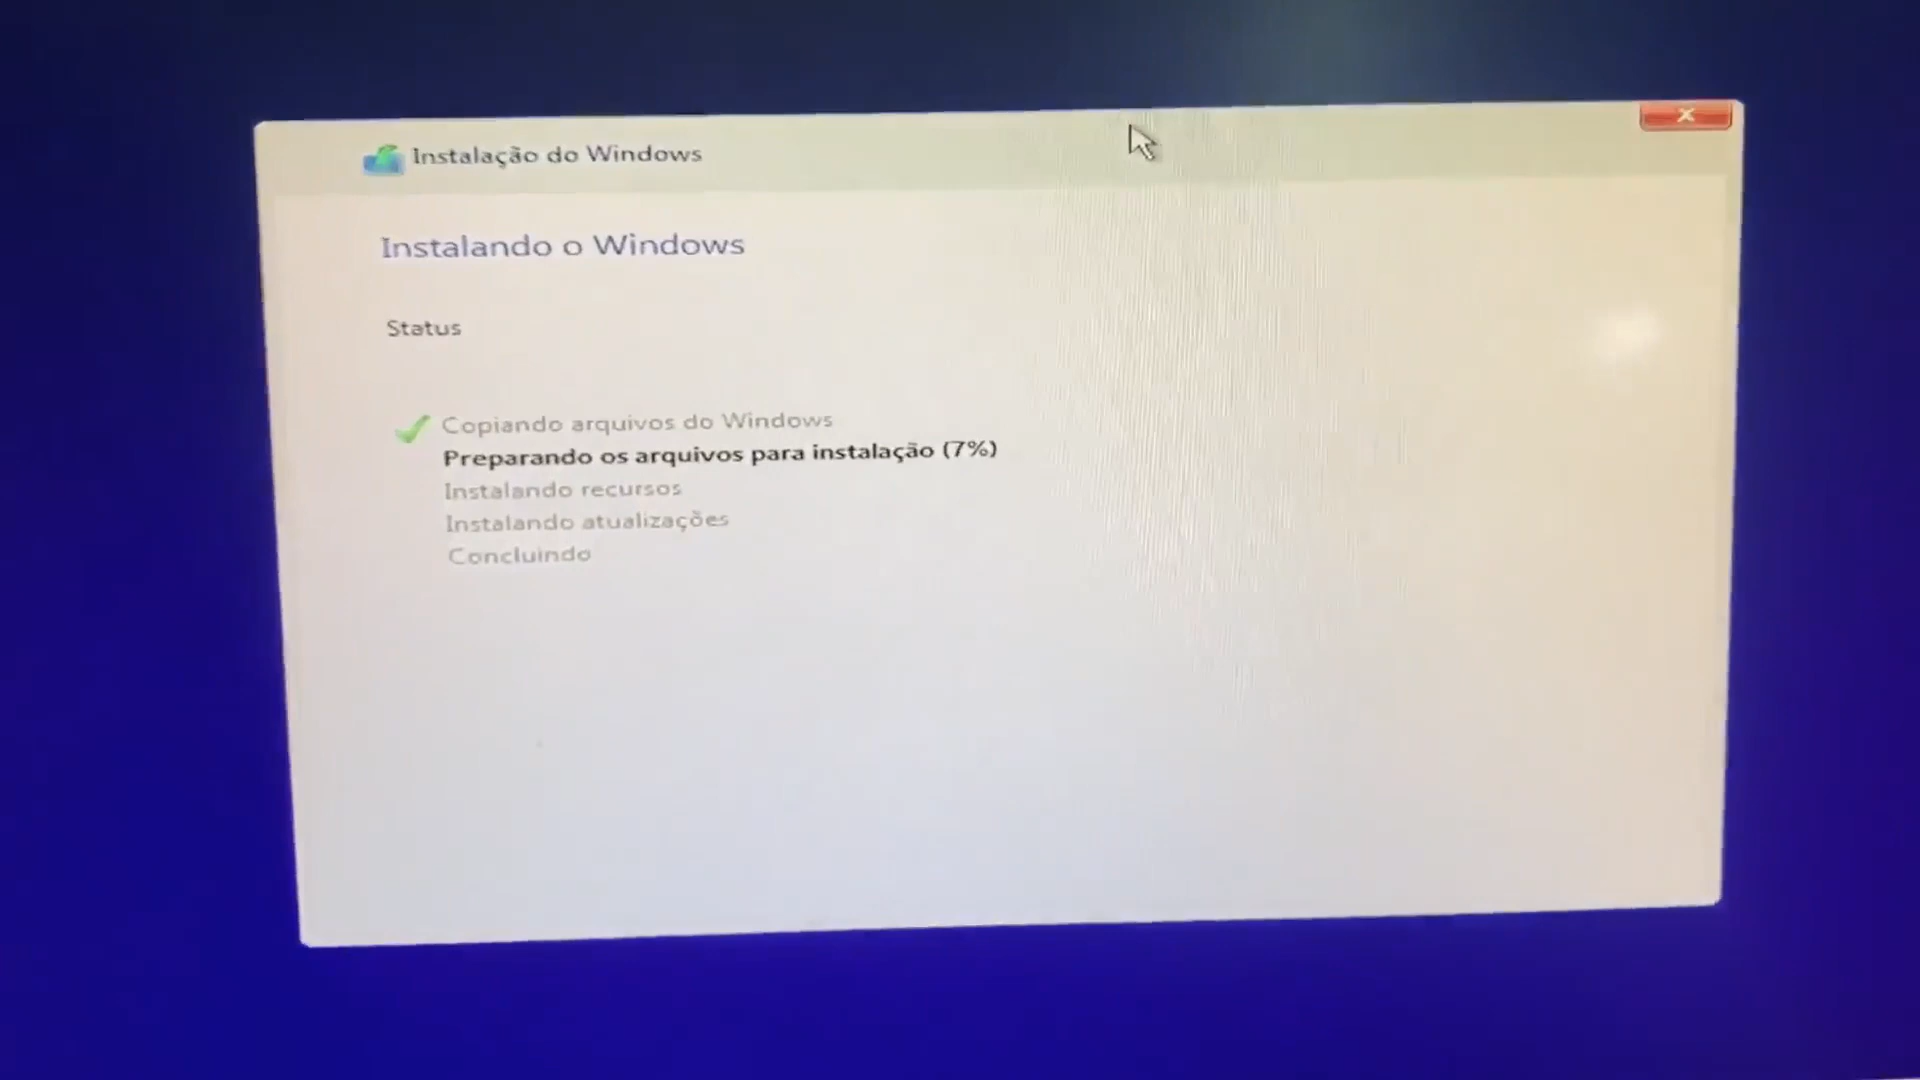 Instalação do Windows
Instalando o Windows
Status
Copiando arquivos do Windows
Preparando os arquivos para instalação (7%)
Instalando recursos
Instalando atualizações
Concluindo